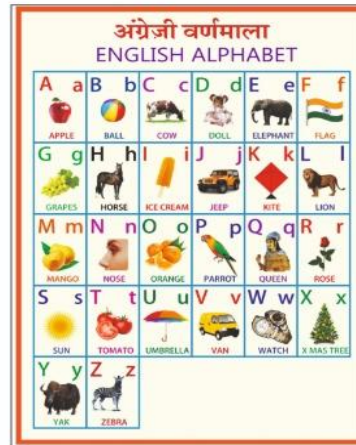 अंग्रेज़ी वर्णमाला
ENGLISH ALPHABET
A a B b C c D d E e F f
APPLE BALL COW DOLL ELEPHANT FLAG
G g H h I i J j K k L l
GRAPES HORSE ICE CREAM JEEP KITE LION
M m N n O o P p Q q R r
MANGO NOSE ORANGE PARROT QUEEN ROSE
S s T t U u V v W w X x
SUN TOMATO UMBRELLA VAN WATCH X MAS TREE
Y y Z z
YAK ZEBRA